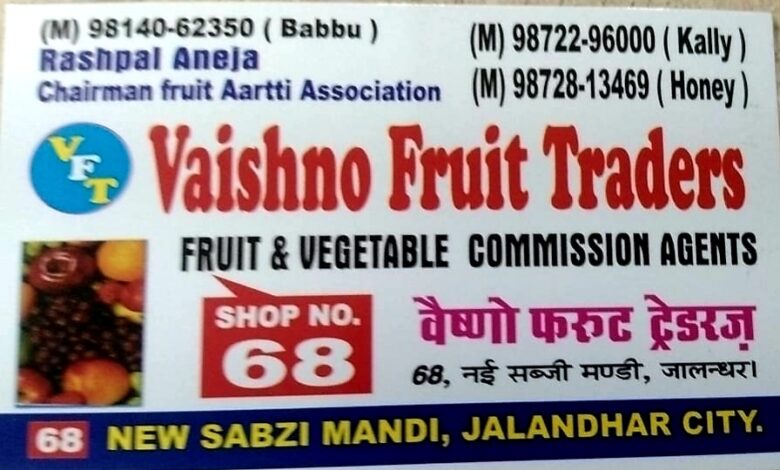 (M) 98140-62350 ( Babbu )
Rashpal Aneja
Chairman fruit Aartti Association
(M) 98722-96000 ( Kally )
(M) 98728-13469 ( Honey )
VFT
Vaishno Fruit Traders
FRUIT & VEGETABLE COMMISSION AGENTS
SHOP NO.
68
वैष्णो फरुट ट्रेडरज़
68, नई सब्जी मण्डी, जालन्धर।
68 NEW SABZI MANDI, JALANDHAR CITY.